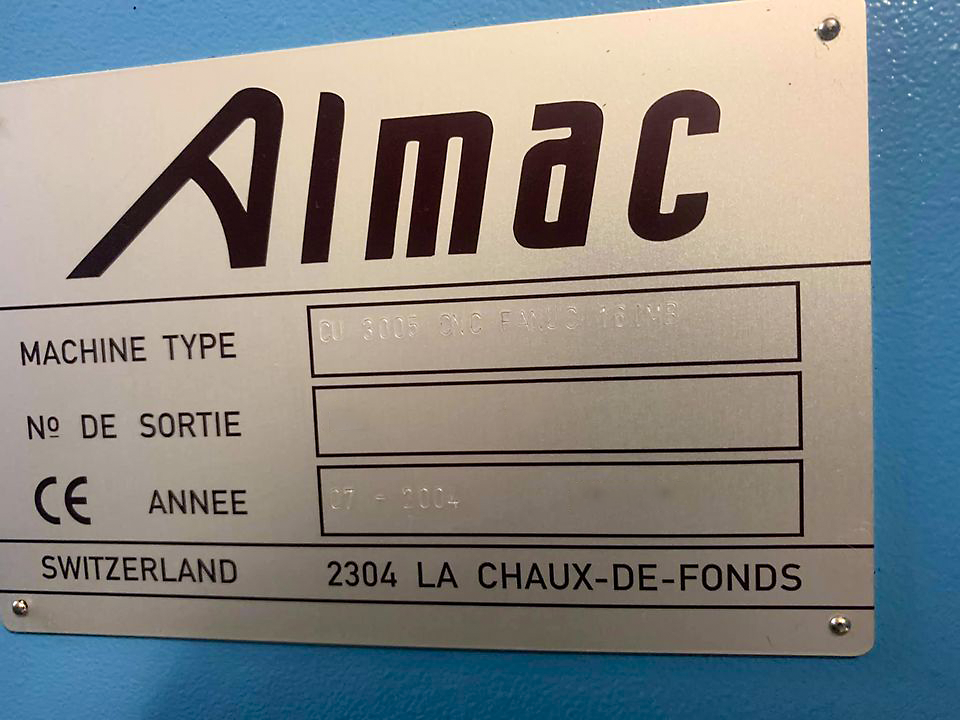 Almac
MACHINE TYPE CU 3005 CNC FANUC 16IMB
Nº DE SORTIE
CE ANNEE 07 - 2004
SWITZERLAND 2304 LA CHAUX-DE-FONDS